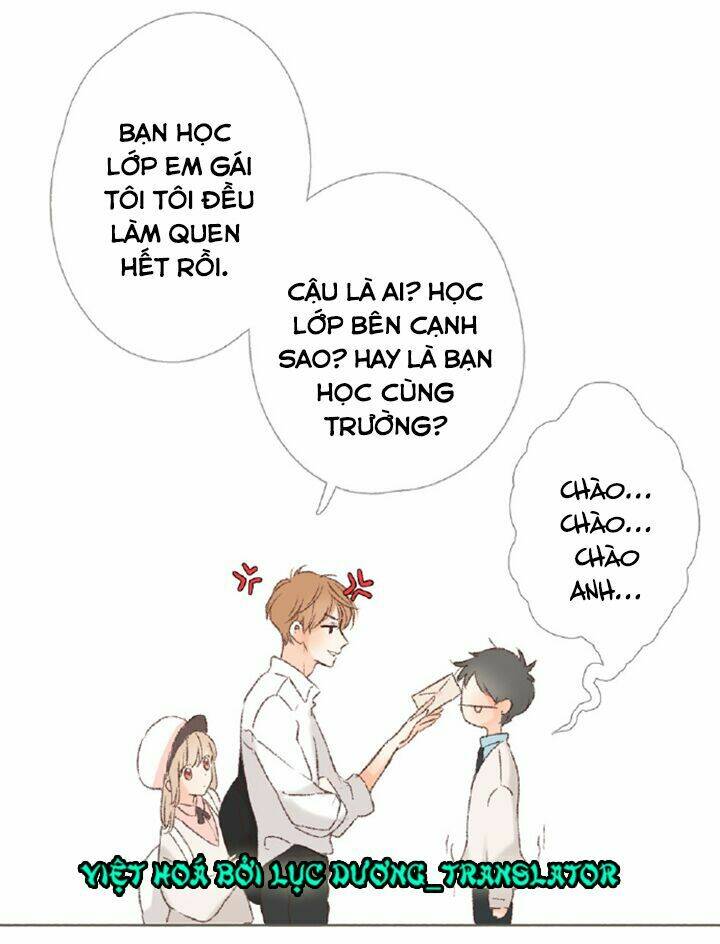 BẠN HỌC
LỚP EM GÁI
TÔI TÔI ĐỀU
LÀM QUEN
HẾT RỒI.
CẬU LÀ AI? HỌC
LỚP BÊN CẠNH
SAO? HAY LÀ BẠN
HỌC CÙNG
TRƯỜNG?
CHÀO...
CHÀO...
CHÀO
ANH...
VIỆT HOÁ BỞI LỤC DƯƠNG_TRANSLATOR